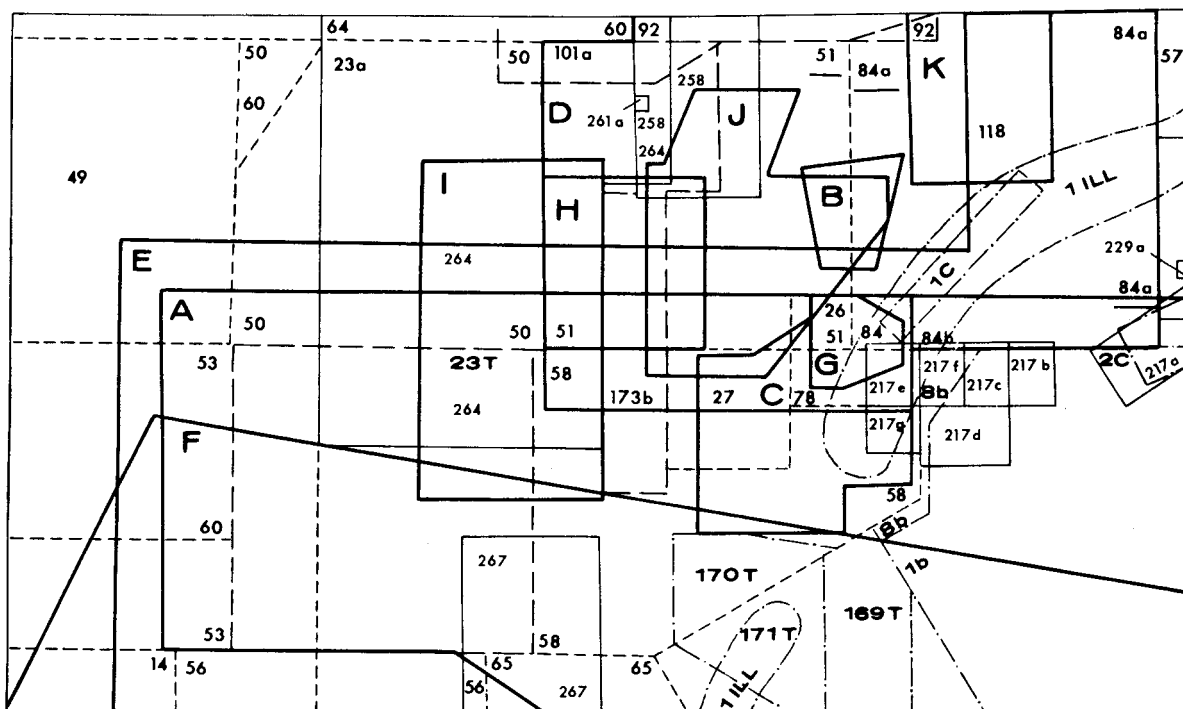 64
60
92
92
84a
57
50
23a
50
101a
51
K
84a
258
60
D
J
261a
258
118
264
49
I
1 ILL
B
H
E
264
1C
229a
84a
A
26
50
50
51
51
84
84b
53
23T
G
2C
217a
58
217f
217b
217e
8b
217c
264
173b
27
C
78
217g
217d
F
58
60
8b
1b
267
170T
169T
171T
53
58
14
56
65
65
56
267
1 ILL